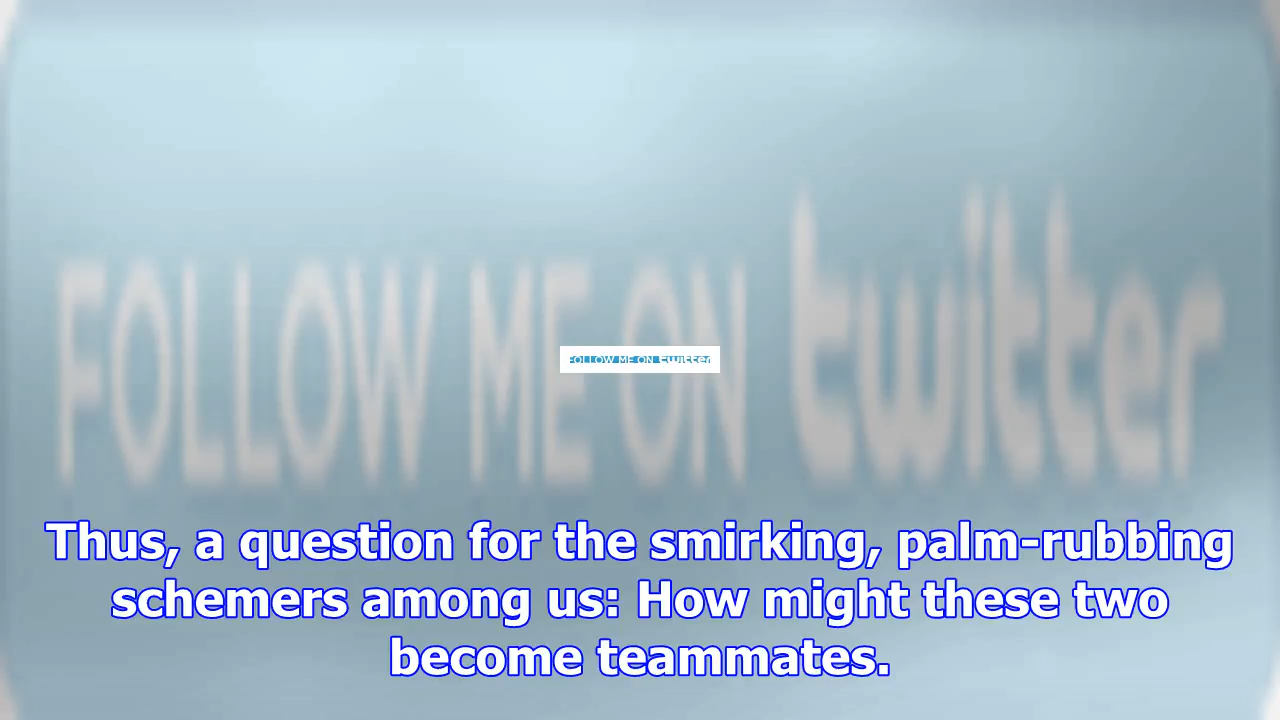 FOLLOW ME ON twitter
FOLLOW ME ON twitter
Thus, a question for the smirking, palm-rubbing
schemers among us: How might these two
become teammates.